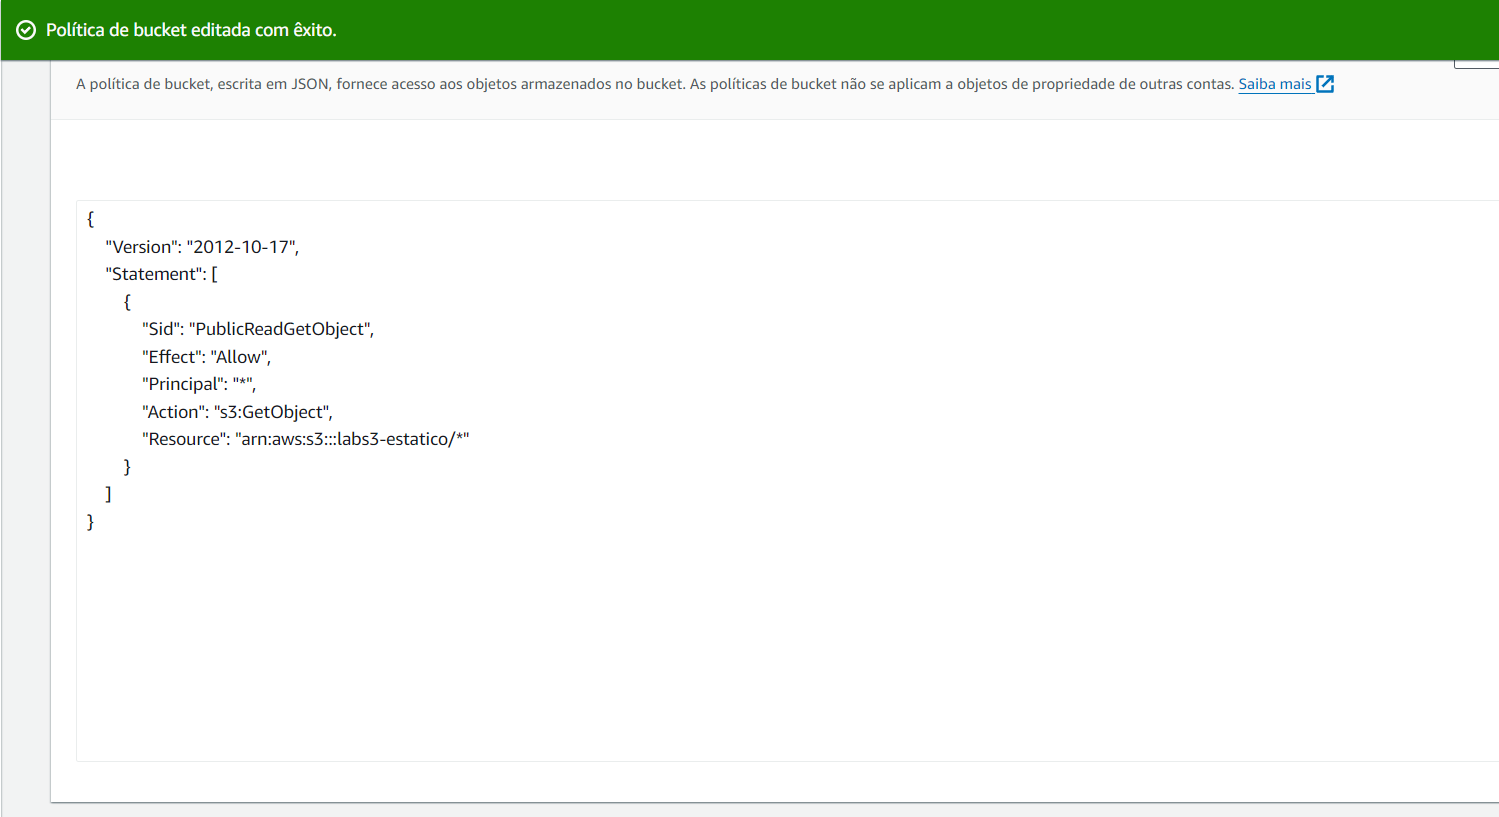 Política de bucket editada com êxito.
A política de bucket, escrita em JSON, fornece acesso aos objetos armazenados no bucket. As políticas de bucket não se aplicam a objetos de propriedade de outras contas. Saiba mais
{
"Version": "2012-10-17",
"Statement": [
{
"Sid": "PublicReadGetObject",
"Effect": "Allow",
"Principal": "*",
"Action": "s3:GetObject",
"Resource": "arn:aws:s3:::labs3-estatico/*"
}
]
}